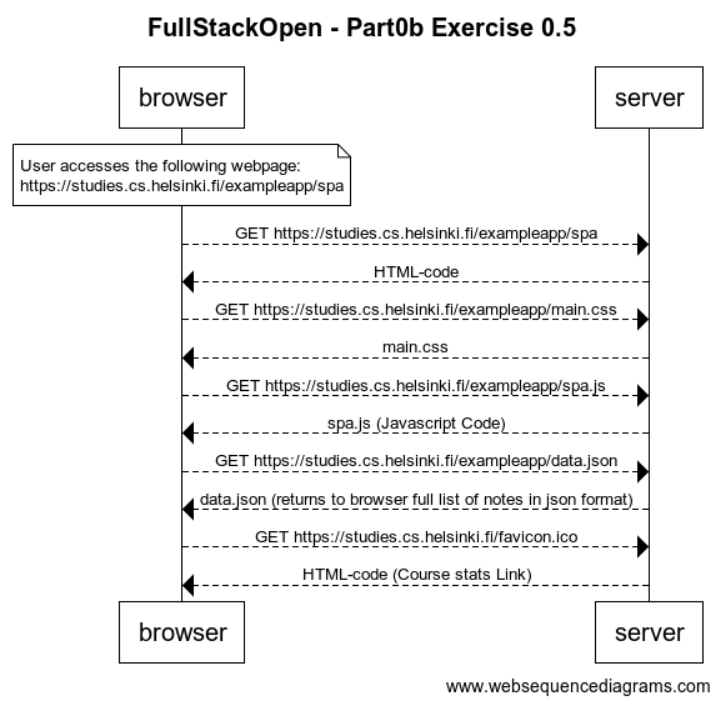 FullStackOpen - Part0b Exercise 0.5
browser
server
User accesses the following webpage:
https://studies.cs.helsinki.fi/exampleapp/spa
GET https://studies.cs.helsinki.fi/exampleapp/spa
HTML-code
GET https://studies.cs.helsinki.fi/exampleapp/main.css
main.css
GET https://studies.cs.helsinki.fi/exampleapp/spa.js
spa.js (Javascript Code)
GET https://studies.cs.helsinki.fi/exampleapp/data.json
data.json (returns to browser full list of notes in json format)
GET https://studies.cs.helsinki.fi/favicon.ico
HTML-code (Course stats Link)
browser
server
www.websequencediagrams.com